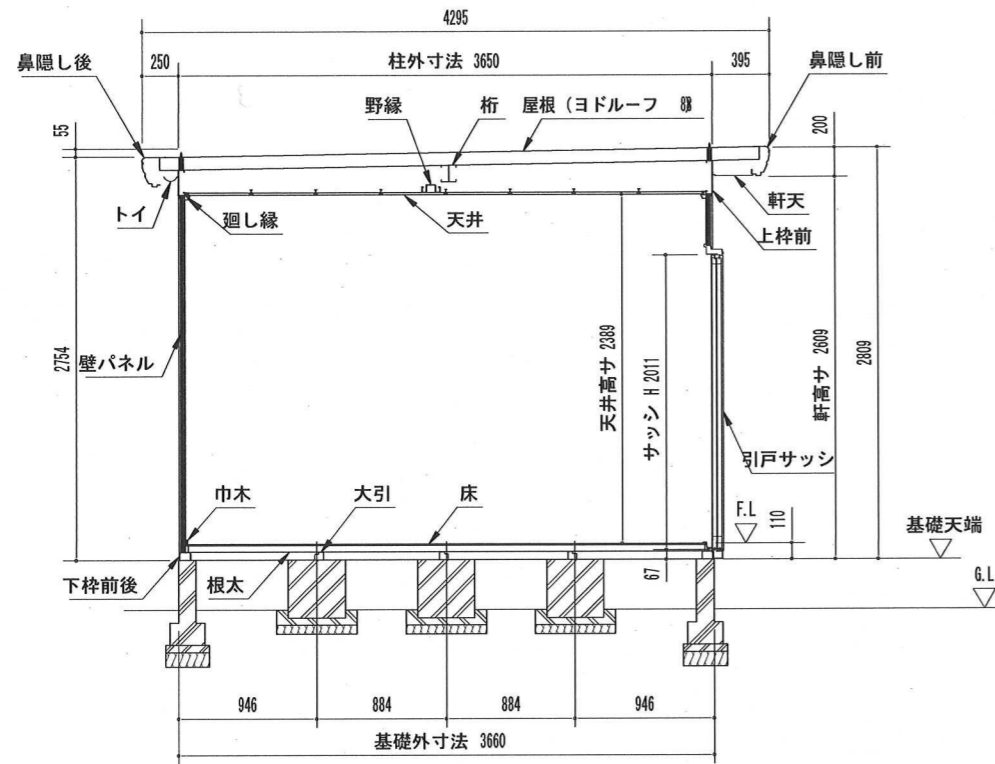 4295
鼻隠し後
250
柱外寸法 3650
395
鼻隠し前
野縁
桁
屋根（ヨドルーフ
55
200
トイ
廻し縁
天井
軒天
上枠前
2754
壁パネル
天井高サ 2389
サッシ H 2011
軒高サ 2609
2809
引戸サッシ
巾木
大引
床
F.L
110
基礎天端
下枠前後
根太
67
G.L
946
884
884
946
基礎外寸法 3660